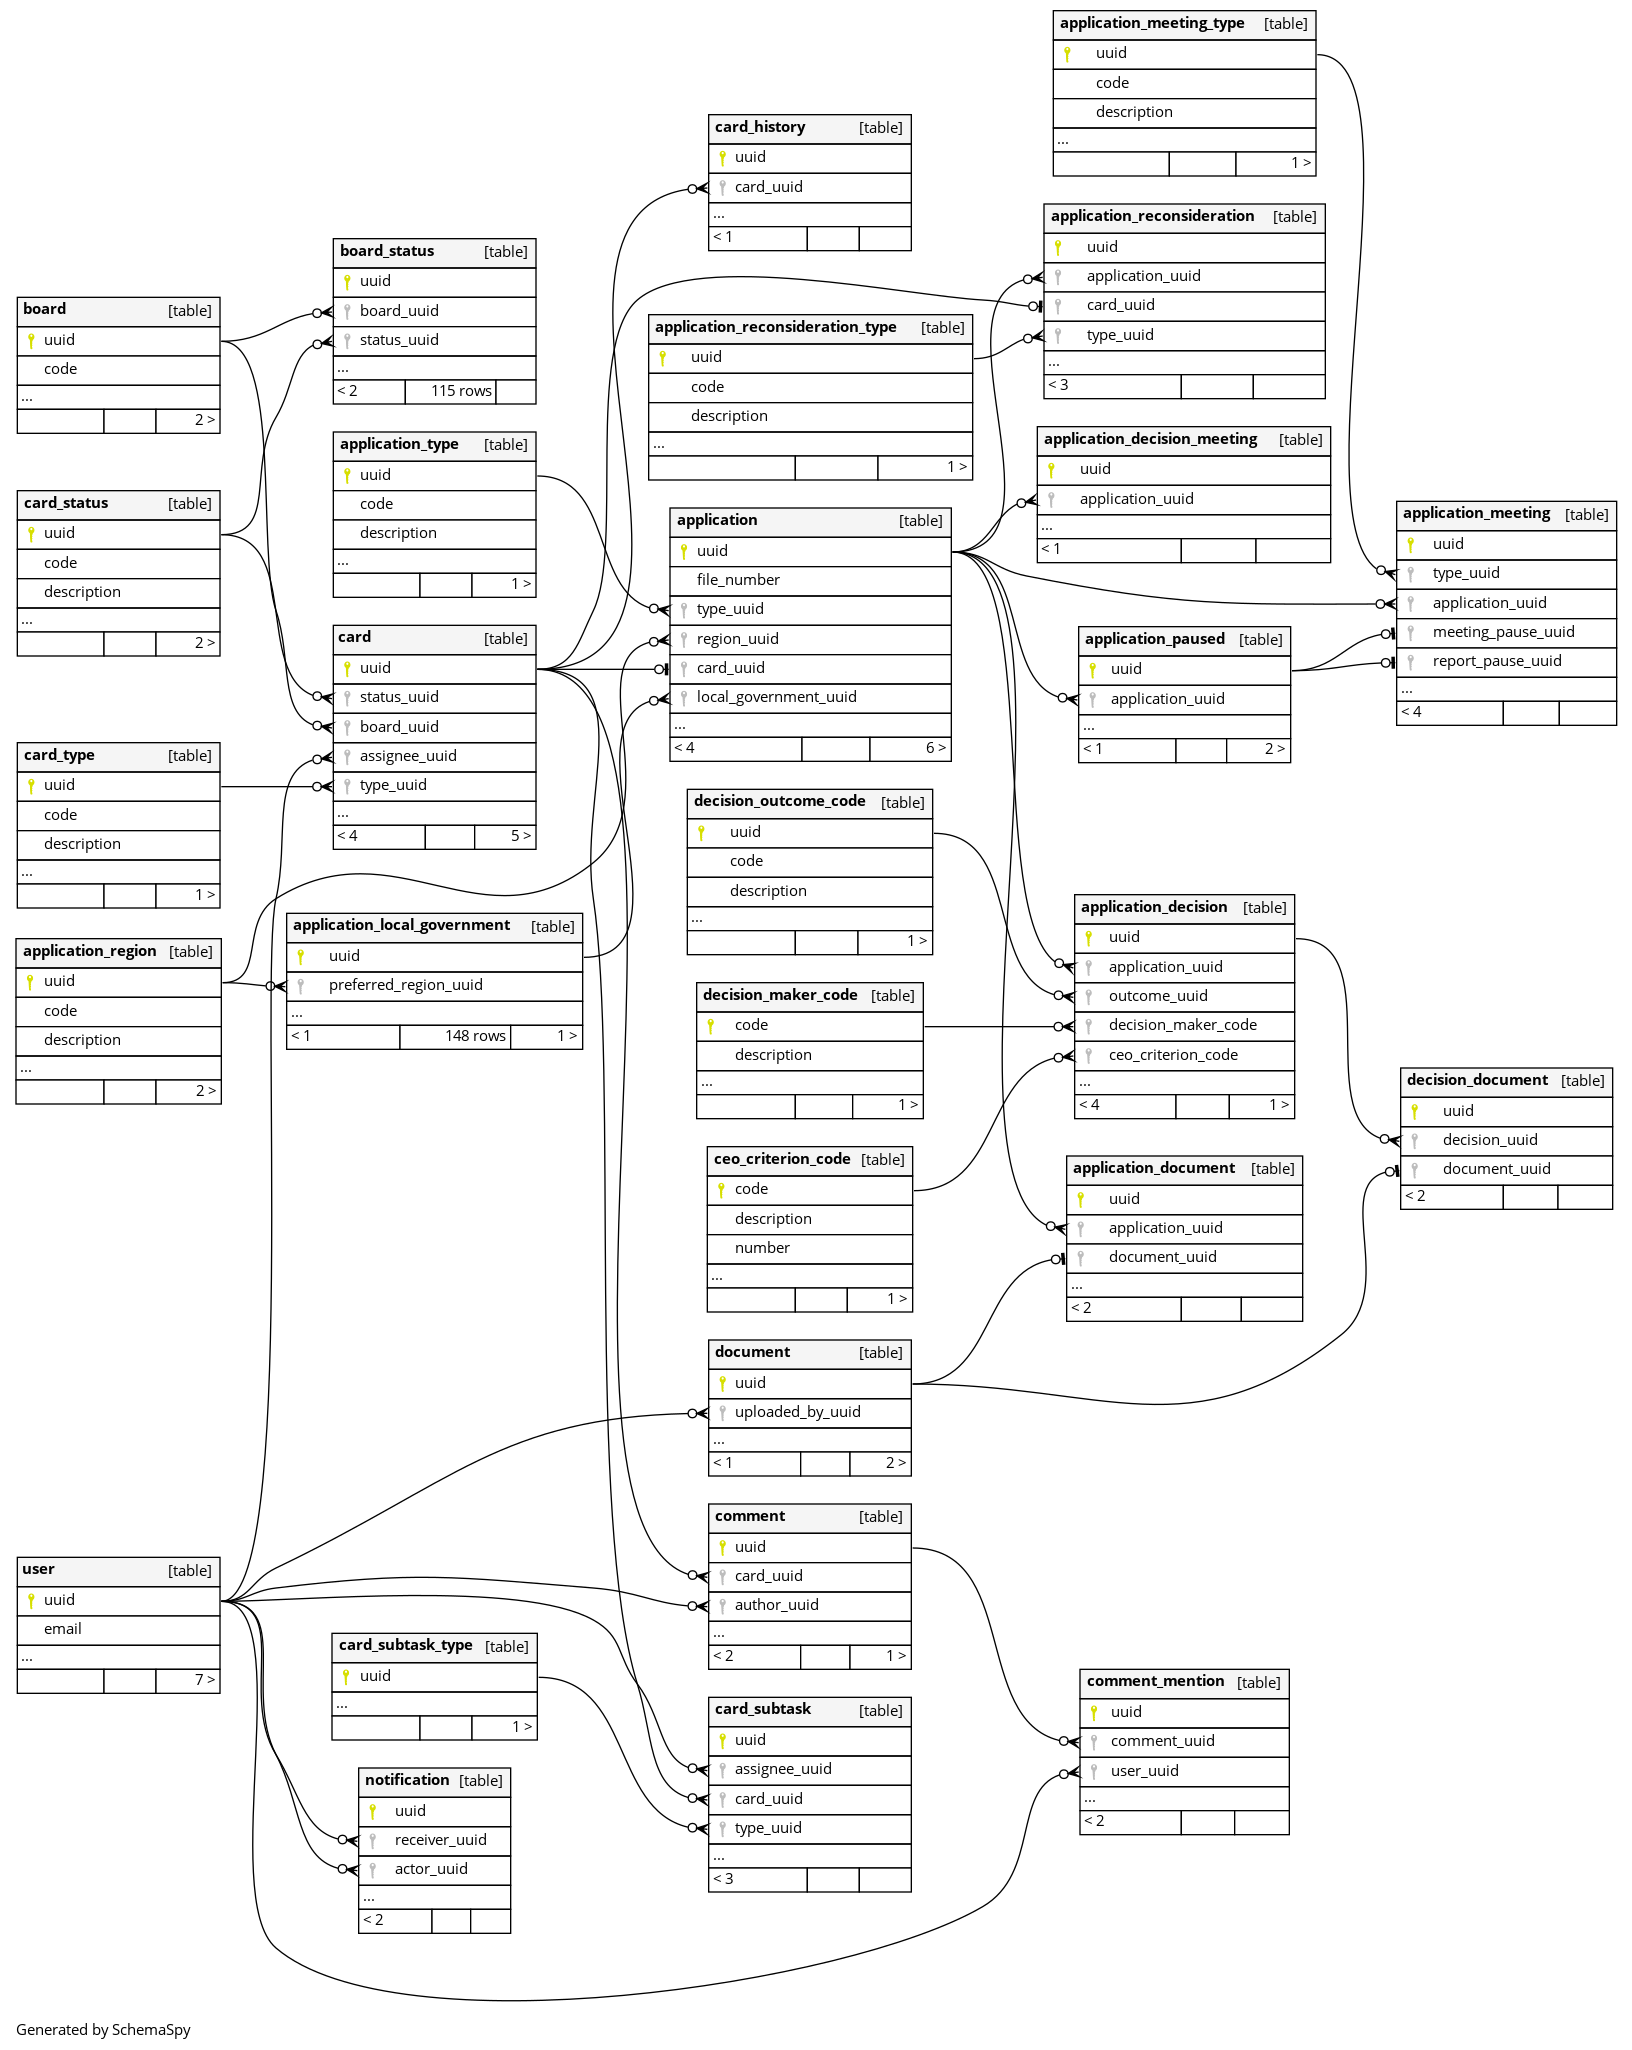 application_meeting_type [table]
uuid
code
description
...
1 >
card_history [table]
uuid
card_uuid
...
< 1
application_reconsideration [table]
uuid
application_uuid
card_uuid
type_uuid
...
< 3
board_status [table]
uuid
board_uuid
status_uuid
...
< 2 115 rows
board [table]
uuid
code
...
2 >
application_reconsideration_type [table]
uuid
code
description
...
1 >
application_type [table]
uuid
code
description
...
1 >
application_decision_meeting [table]
uuid
application_uuid
...
< 1
card_status [table]
uuid
code
description
...
2 >
application [table]
uuid
file_number
type_uuid
region_uuid
card_uuid
local_government_uuid
...
< 4 6 >
application_meeting [table]
uuid
type_uuid
application_uuid
meeting_pause_uuid
report_pause_uuid
...
< 4
card [table]
uuid
status_uuid
board_uuid
assignee_uuid
type_uuid
...
< 4 5 >
application_paused [table]
uuid
application_uuid
...
< 1 2 >
card_type [table]
uuid
code
description
...
1 >
decision_outcome_code [table]
uuid
code
description
...
1 >
application_decision [table]
uuid
application_uuid
outcome_uuid
decision_maker_code
ceo_criterion_code
...
< 4 1 >
application_local_government [table]
uuid
preferred_region_uuid
...
< 1 148 rows 1 >
application_region [table]
uuid
code
description
...
2 >
decision_maker_code [table]
code
description
...
1 >
decision_document [table]
uuid
decision_uuid
document_uuid
< 2
ceo_criterion_code [table]
code
description
number
...
1 >
application_document [table]
uuid
application_uuid
document_uuid
...
< 2
document [table]
uuid
uploaded_by_uuid
...
< 1 2 >
comment [table]
uuid
card_uuid
author_uuid
...
< 2 1 >
user [table]
uuid
email
...
7 >
card_subtask_type [table]
uuid
...
1 >
comment_mention [table]
uuid
comment_uuid
user_uuid
...
< 2
card_subtask [table]
uuid
assignee_uuid
card_uuid
type_uuid
...
< 3
notification [table]
uuid
receiver_uuid
actor_uuid
...
< 2
Generated by SchemaSpy